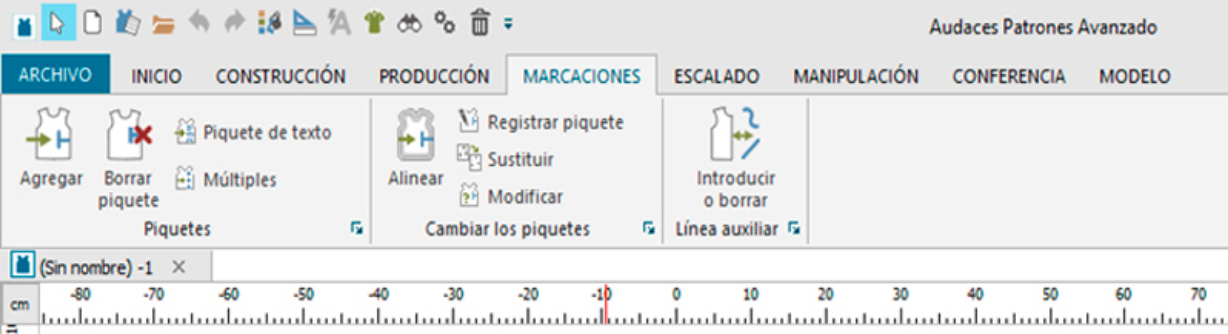 Audaces Patrones Avanzado
ARCHIVO INICIO CONSTRUCCIÓN PRODUCCIÓN MARCACIONES ESCALADO MANIPULACIÓN CONFERENCIA MODELO
Agregar
Borrar piquete
Piquete de texto
Múltiples
Piquetes
Alinear
Registrar piquete
Sustituir
Modificar
Cambiar los piquetes
Introducir
o borrar
Línea auxiliar
(Sin nombre) -1
cm -80 -70 -60 -50 -40 -30 -20 -10 0 10 20 30 40 50 60 70